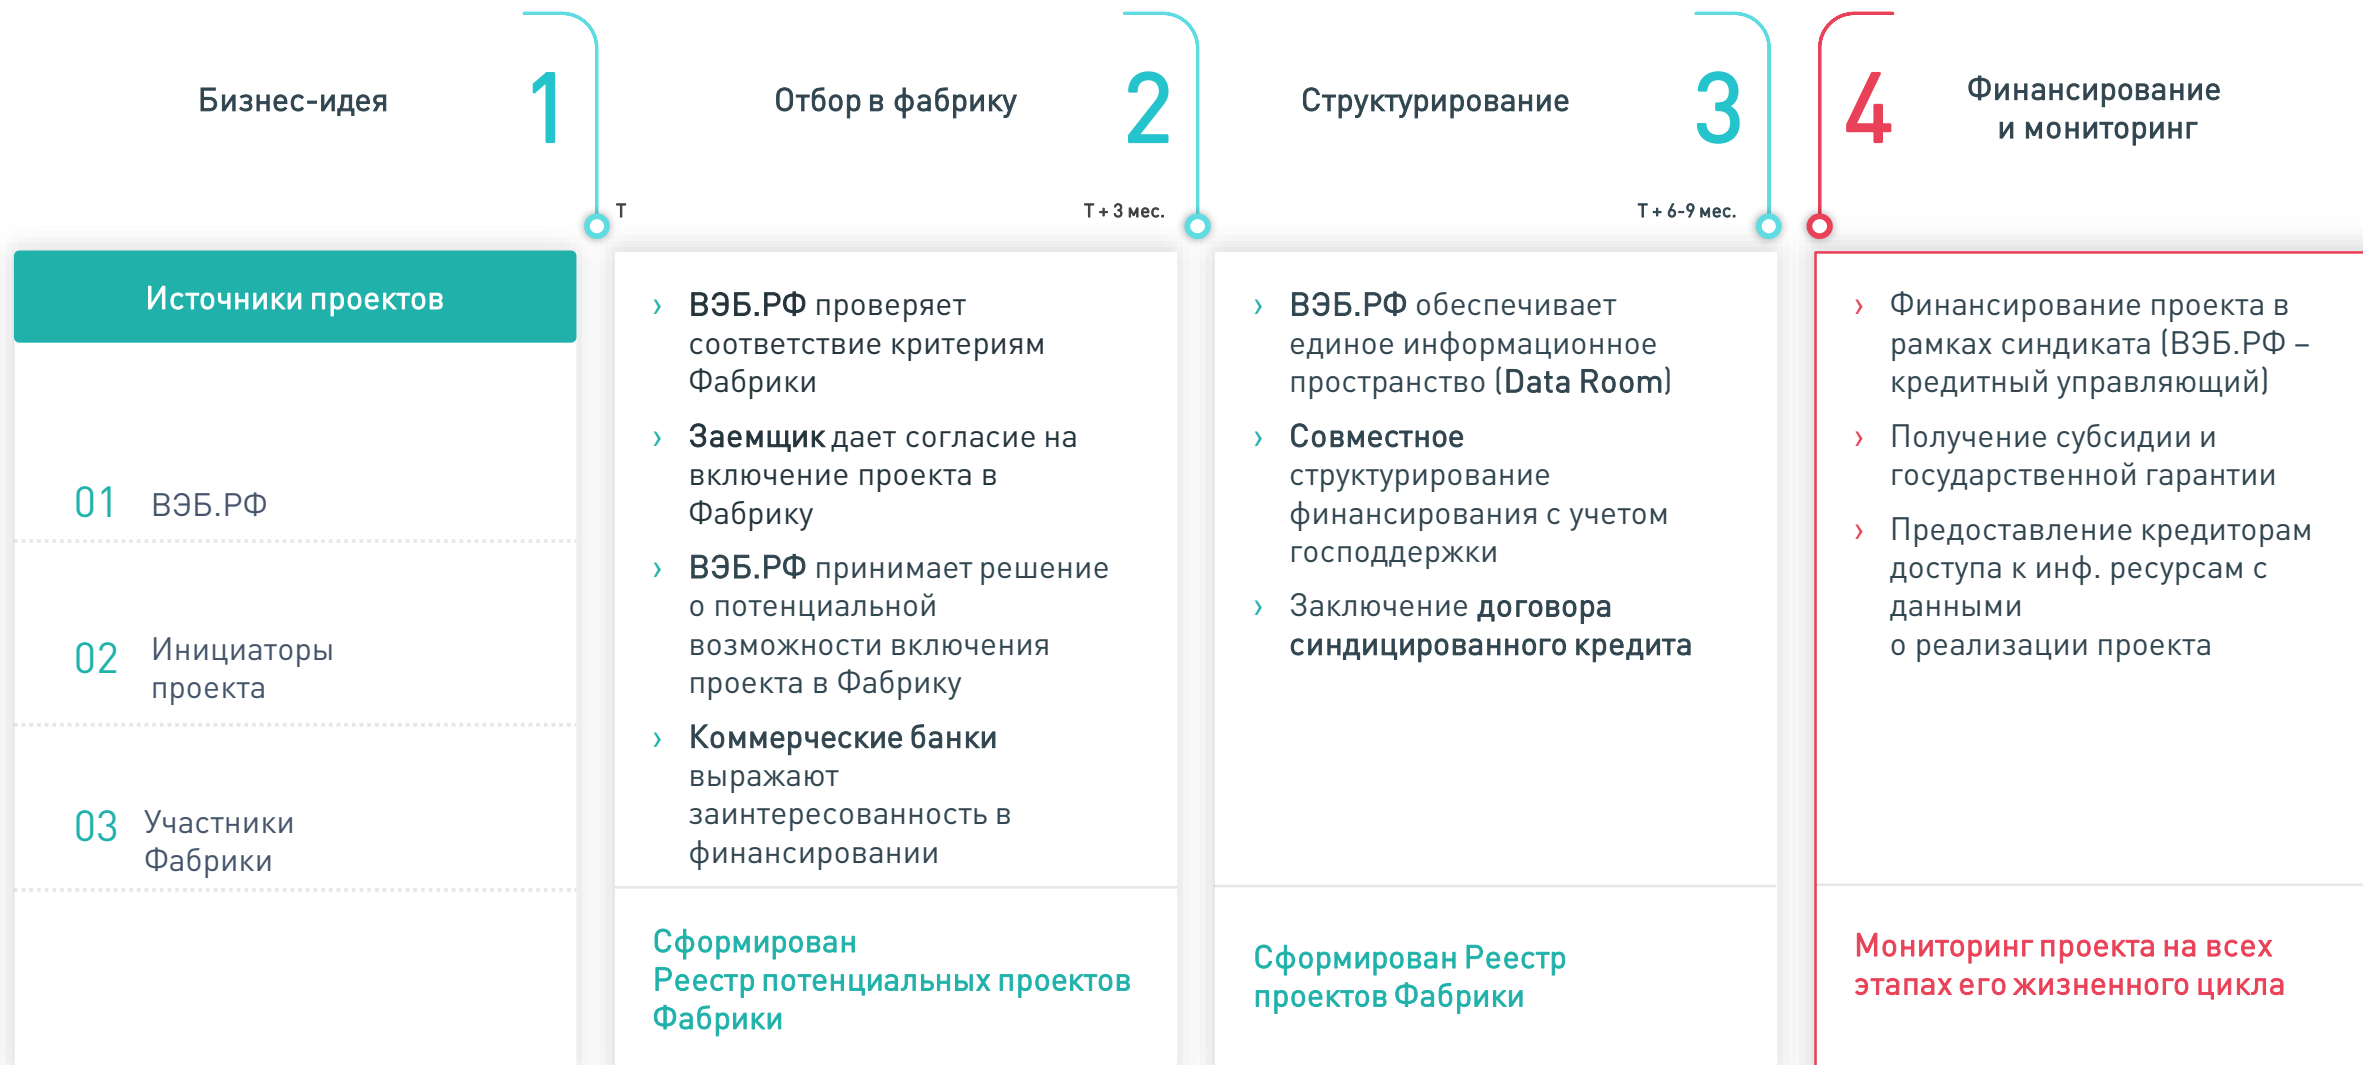 Бизнес-идея
1
T
Отбор в фабрику
2
T + 3 мес.
Структурирование
3
T + 6-9 мес.
4
Финансирование
и мониторинг
Источники проектов
01 ВЭБ.РФ
02 Инициаторы
проекта
03 Участники
Фабрики
› ВЭБ.РФ проверяет
соответствие критериям
Фабрики
› Заемщик дает согласие на
включение проекта в
Фабрику
› ВЭБ.РФ принимает решение
о потенциальной
возможности включения
проекта в Фабрику
› Коммерческие банки
выражают
заинтересованность в
финансировании
Сформирован
Реестр потенциальных проектов
Фабрики
› ВЭБ.РФ обеспечивает
единое информационное
пространство (Data Room)
› Совместное
структурирование
финансирования с учетом
господдержки
› Заключение договора
синдицированного кредита
Сформирован Реестр
проектов Фабрики
› Финансирование проекта в
рамках синдиката (ВЭБ.РФ –
кредитный управляющий)
› Получение субсидии и
государственной гарантии
› Предоставление кредиторам
доступа к инф. ресурсам с
данными
о реализации проекта
Мониторинг проекта на всех
этапах его жизненного цикла